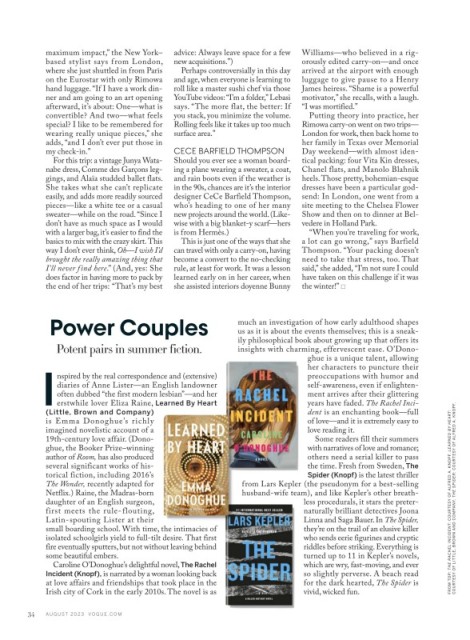 maximum impact,” the New York–
based stylist says from London,
where she just shuttled in from Paris
on the Eurostar with only Rimowa
hand luggage. “If I have a work din-
ner and am going to an art opening
afterward, it’s about: One—what is
convertible? And two—what feels
special? I like to be remembered for
wearing really unique pieces,” she
adds, “and I don’t ever put those in
my check-in.”
For this trip: a vintage Junya Wata-
nabe dress, Comme des Garçons leg-
gings, and Alaïa studded ballet flats.
She takes what she can’t replicate
easily, and adds more readily sourced
pieces—like a white tee or a casual
sweater—while on the road. “Since I
don’t have as much space as I would
with a larger bag, it’s easier to find the
basics to mix with the crazy skirt. This
way I don’t ever think, Oh—I wish I’d
brought the really amazing thing that
I’ll never find here.” (And, yes: She
does factor in having more to pack by
the end of her trips: “That’s my best
advice: Always leave space for a few
new acquisitions.”)
Perhaps controversially in this day
and age, when everyone is learning to
roll like a master sushi chef via those
YouTube videos: “I’m a folder,” Lebasi
says. “The more flat, the better: If
you stack, you minimize the volume.
Rolling feels like it takes up too much
surface area.”
CECE BARFIELD THOMPSON
Should you ever see a woman board-
ing a plane wearing a sweater, a coat,
and rain boots even if the weather is
in the 90s, chances are it’s the interior
designer CeCe Barfield Thompson,
who’s heading to one of her many
new projects around the world. (Like-
wise with a big blanket-y scarf—hers
is from Hermès.)
This is just one of the ways that she
can travel with only a carry-on, having
become a convert to the no-checking
rule, at least for work. It was a lesson
learned early on in her career, when
she assisted interiors doyenne Bunny
Williams—who believed in a rig-
orously edited carry-on—and once
arrived at the airport with enough
luggage to give pause to a Henry
James heiress. “Shame is a powerful
motivator,” she recalls, with a laugh.
“I was mortified.”
Putting theory into practice, her
Rimowa carry-on went on two trips—
London for work, then back home to
her family in Texas over Memorial
Day weekend—with almost iden-
tical packing: four Vita Kin dresses,
Chanel flats, and Manolo Blahnik
heels. Those pretty, bohemian-esque
dresses have been a particular god-
send: In London, one went from a
site meeting to the Chelsea Flower
Show and then on to dinner at Bel-
vedere in Holland Park.
“When you’re traveling for work,
a lot can go wrong,” says Barfield
Thompson. “Your packing doesn’t
need to take that stress, too. That
said,” she added, “I’m not sure I could
have taken on this challenge if it was
the winter!” □
Power Couples
Potent pairs in summer fiction.
Inspired by the real correspondence and (extensive)
diaries of Anne Lister—an English landowner
often dubbed “the first modern lesbian”—and her
erstwhile lover Eliza Raine, Learned By Heart
(Little, Brown and Company)
is Emma Donoghue’s richly
imagined novelistic account of a
19th-century love affair. (Dono-
ghue, the Booker Prize–winning
author of Room, has also produced
several significant works of his-
torical fiction, including 2016’s
The Wonder, recently adapted for
Netflix.) Raine, the Madras-born
daughter of an English surgeon,
first meets the rule-flouting,
Latin-spouting Lister at their
small boarding school. With time, the intimacies of
isolated schoolgirls yield to full-tilt desire. That first
fire eventually sputters, but not without leaving behind
some beautiful embers.
Caroline O’Donoghue’s delightful novel, The Rachel
Incident (Knopf), is narrated by a woman looking back
at love affairs and friendships that took place in the
Irish city of Cork in the early 2010s. The novel is as
much an investigation of how early adulthood shapes
us as it is about the events themselves; this is a sneak-
ily philosophical book about growing up that offers its
insights with charming, effervescent ease. O’Dono-
ghue is a unique talent, allowing
her characters to puncture their
preoccupations with humor and
self-awareness, even if enlighten-
ment arrives after their glittering
years have faded. The Rachel Inci-
dent is an enchanting book—full
of love—and it is extremely easy to
love reading it.
Some readers fill their summers
with narratives of love and romance;
others need a serial killer to pass
the time. Fresh from Sweden, The
Spider (Knopf) is the latest thriller
from Lars Kepler (the pseudonym for a best-selling
husband-wife team), and like Kepler’s other breath-
less procedurals, it stars the preter-
naturally brilliant detectives Joona
Linna and Saga Bauer. In The Spider,
they’re on the trail of an elusive killer
who sends eerie figurines and cryptic
riddles before striking. Everything is
turned up to 11 in Kepler’s novels,
which are wry, fast-moving, and ever
so slightly perverse. A beach read
for the dark hearted, The Spider is
vivid, wicked fun.
THE
RACHEL
INCIDENT
CAROLINE
O’DONOGHUE
LEARNED
BY HEART
EMMA
DONOGHUE
LARS KEPLER
THE
SPIDER
34 AUGUST 2023 VOGUE.COM